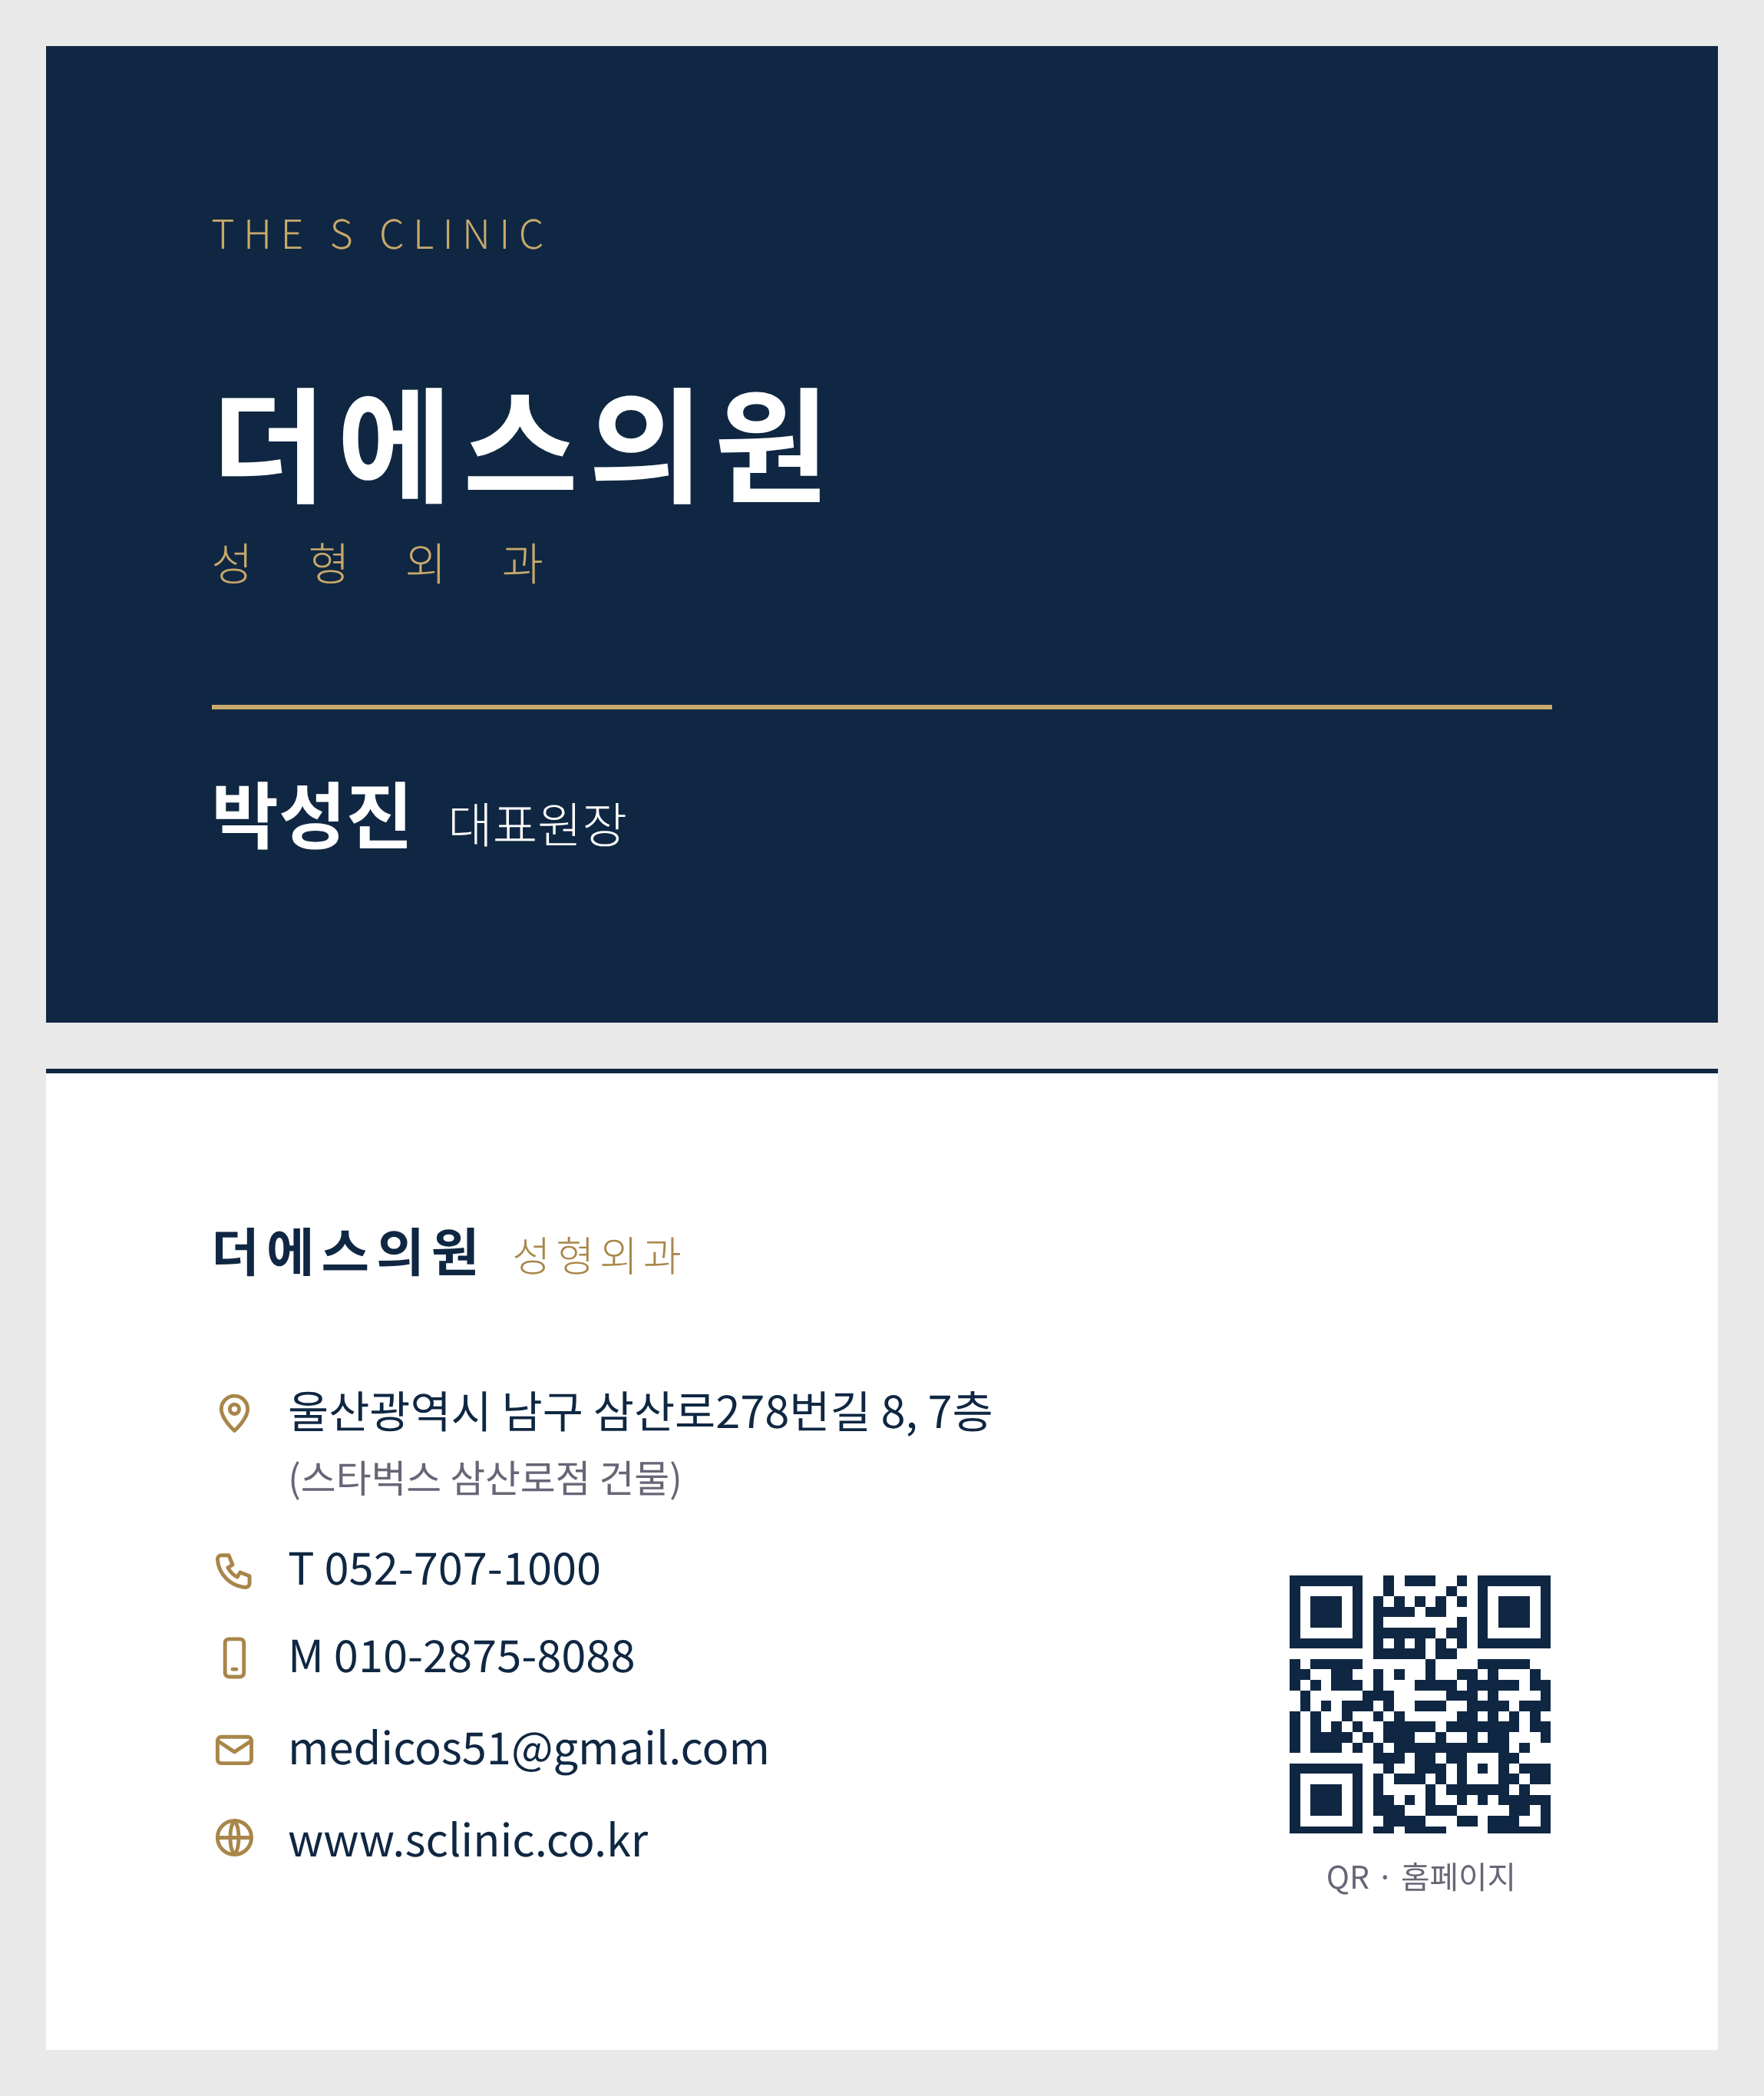 THE S CLINIC
더에스의원
성형외과
박성진 대표원장
더에스의원 성형외과
울산광역시 남구 삼산로278번길 8, 7층
(스타벅스 삼산로점 건물)
T 052-707-1000
M 010-2875-8088
medicos51@gmail.com
www.sclinic.co.kr
QR · 홈페이지